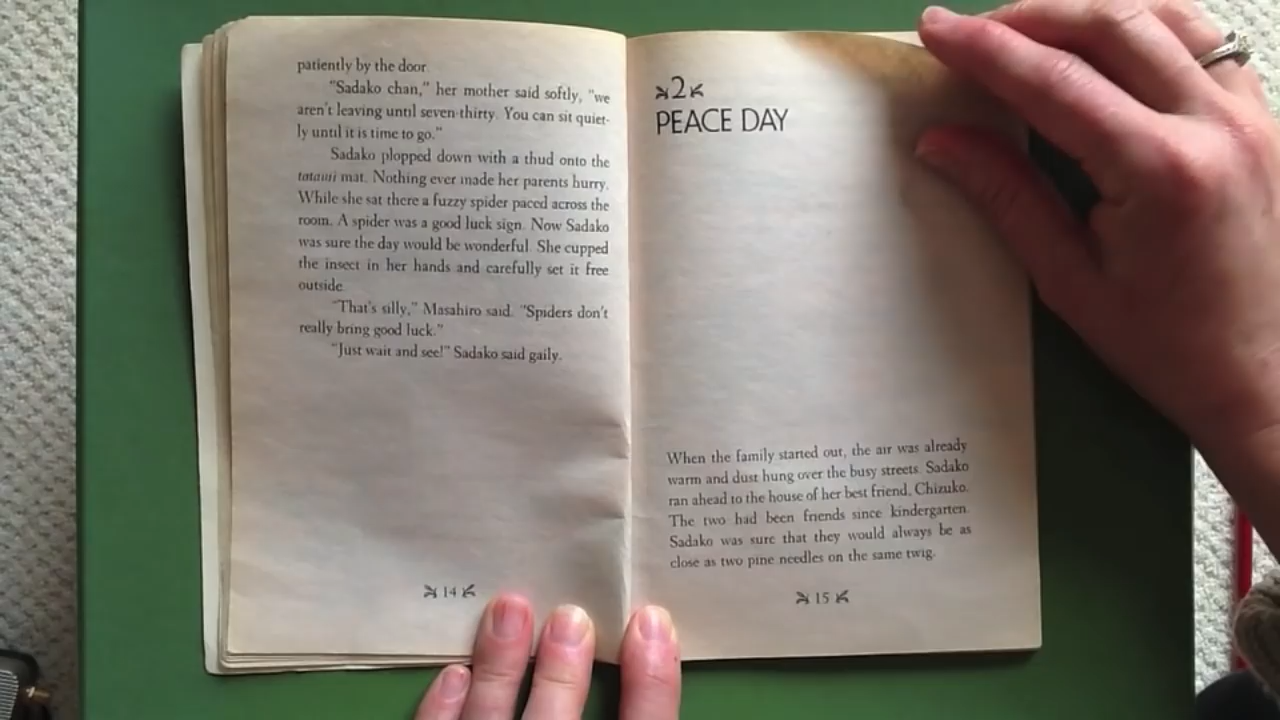 patiently by the door.
"Sadako chan," her mother said softly, "we
aren't leaving until seven-thirty. You can sit quiet-
ly until it is time to go."
Sadako plopped down with a thud onto the
tatami mat. Nothing ever made her parents hurry.
While she sat there a fuzzy spider paced across the
room. A spider was a good luck sign. Now Sadako
was sure the day would be wonderful. She cupped
the insect in her hands and carefully set it free
outside.
"That's silly," Masahiro said. "Spiders don't
really bring good luck."
"Just wait and see!" Sadako said gaily.
14
2
PEACE DAY
When the family started out, the air was already
warm and dust hung over the busy streets. Sadako
ran ahead to the house of her best friend, Chizuko.
The two had been friends since kindergarten.
Sadako was sure that they would always be as
close as two pine needles on the same twig.
15